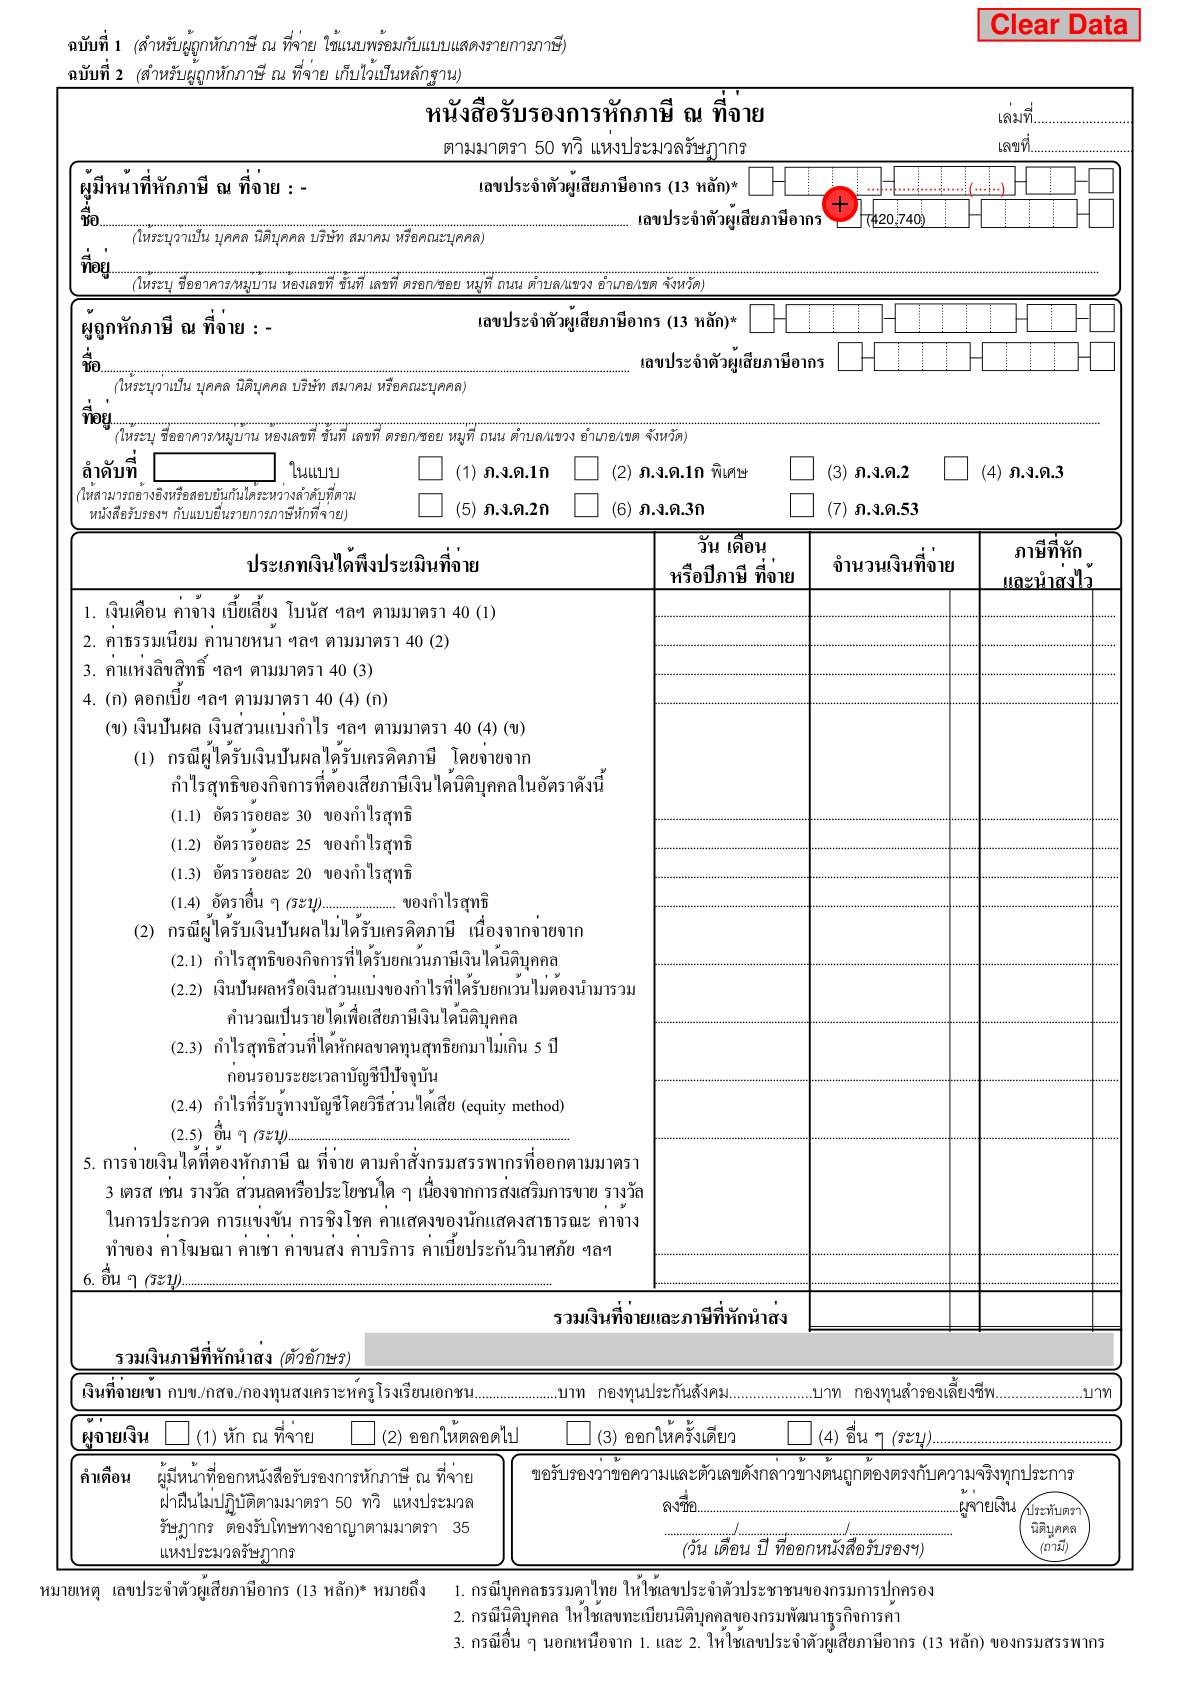 Clear Data
ฉบับที่ 1 (สำหรับผู้ถูกหักภาษี ณ ที่จ่าย ใช้แนบพร้อมกับแบบแสดงรายการภาษี)
ฉบับที่ 2 (สำหรับผู้ถูกหักภาษี ณ ที่จ่าย เก็บไว้เป็นหลักฐาน)
หนังสือรับรองการหักภาษี ณ ที่จ่าย
เล่มที่
ตามมาตรา 50 ทวิ แห่งประมวลรัษฎากร
เลขที่
ผู้มีหน้าที่หักภาษี ณ ที่จ่าย : - เลขประจำตัวผู้เสียภาษีอากร (13 หลัก)* (......)
ชื่อ เลขประจำตัวผู้เสียภาษีอากร (420,740)
(ให้ระบุว่าเป็น บุคคล นิติบุคคล บริษัท สมาคม หรือคณะบุคคล)
ที่อยู่
(ให้ระบุ ชื่ออาคาร/หมู่บ้าน ห้องเลขที่ ชั้นที่ เลขที่ ตรอก/ซอย หมู่ที่ ถนน ตำบล/แขวง อำเภอ/เขต จังหวัด)
ผู้ถูกหักภาษี ณ ที่จ่าย : - เลขประจำตัวผู้เสียภาษีอากร (13 หลัก)*
ชื่อ เลขประจำตัวผู้เสียภาษีอากร
(ให้ระบุว่าเป็น บุคคล นิติบุคคล บริษัท สมาคม หรือคณะบุคคล)
ที่อยู่
(ให้ระบุ ชื่ออาคาร/หมู่บ้าน ห้องเลขที่ ชั้นที่ เลขที่ ตรอก/ซอย หมู่ที่ ถนน ตำบล/แขวง อำเภอ/เขต จังหวัด)
ลำดับที่ ในแบบ (1) ภ.ง.ด.1ก (2) ภ.ง.ด.1ก พิเศษ (3) ภ.ง.ด.2 (4) ภ.ง.ด.3
(ให้สามารถอ้างอิงหรือสอบยันกันได้ระหว่างลำดับที่ตาม
หนังสือรับรองฯ กับแบบยื่นรายการภาษีหักที่จ่าย) (5) ภ.ง.ด.2ก (6) ภ.ง.ด.3ก (7) ภ.ง.ด.53
ประเภทเงินได้พึงประเมินที่จ่าย
วัน เดือน
หรือปีภาษี ที่จ่าย
จำนวนเงินที่จ่าย
ภาษีที่หัก
และนำส่งไว้
1. เงินเดือน ค่าจ้าง เบี้ยเลี้ยง โบนัส ฯลฯ ตามมาตรา 40 (1)
2. ค่าธรรมเนียม ค่านายหน้า ฯลฯ ตามมาตรา 40 (2)
3. ค่าแห่งลิขสิทธิ์ ฯลฯ ตามมาตรา 40 (3)
4. (ก) ดอกเบี้ย ฯลฯ ตามมาตรา 40 (4) (ก)
(ข) เงินปันผล เงินส่วนแบ่งกำไร ฯลฯ ตามมาตรา 40 (4) (ข)
(1) กรณีผู้ได้รับเงินปันผลได้รับเครดิตภาษี โดยจ่ายจาก
กำไรสุทธิของกิจการที่ต้องเสียภาษีเงินได้นิติบุคคลในอัตราดังนี้
(1.1) อัตราร้อยละ 30 ของกำไรสุทธิ
(1.2) อัตราร้อยละ 25 ของกำไรสุทธิ
(1.3) อัตราร้อยละ 20 ของกำไรสุทธิ
(1.4) อัตราอื่น ๆ (ระบุ)...................... ของกำไรสุทธิ
(2) กรณีผู้ได้รับเงินปันผลไม่ได้รับเครดิตภาษี เนื่องจากจ่ายจาก
(2.1) กำไรสุทธิของกิจการที่ได้รับยกเว้นภาษีเงินได้นิติบุคคล
(2.2) เงินปันผลหรือเงินส่วนแบ่งของกำไรที่ได้รับยกเว้นไม่ต้องนำมารวม
คำนวณเป็นรายได้เพื่อเสียภาษีเงินได้นิติบุคคล
(2.3) กำไรสุทธิส่วนที่ได้หักผลขาดทุนสุทธิยกมาไม่เกิน 5 ปี
ก่อนรอบระยะเวลาบัญชีปีปัจจุบัน
(2.4) กำไรที่รับรู้ทางบัญชีโดยวิธีส่วนได้เสีย (equity method)
(2.5) อื่น ๆ (ระบุ)
5. การจ่ายเงินได้ที่ต้องหักภาษี ณ ที่จ่าย ตามคำสั่งกรมสรรพากรที่ออกตามมาตรา
3 เตรส เช่น รางวัล ส่วนลดหรือประโยชน์ใด ๆ เนื่องจากการส่งเสริมการขาย รางวัล
ในการประกวด การแข่งขัน การชิงโชค ค่าแสดงของนักแสดงสาธารณะ ค่าจ้าง
ทำของ ค่าโฆษณา ค่าเช่า ค่าขนส่ง ค่าบริการ ค่าเบี้ยประกันวินาศภัย ฯลฯ
6. อื่น ๆ (ระบุ)
รวมเงินที่จ่ายและภาษีที่หักนำส่ง
รวมเงินภาษีที่หักนำส่ง (ตัวอักษร)
เงินที่จ่ายเข้า กบข./กสจ./กองทุนสงเคราะห์ครูโรงเรียนเอกชน....................บาท กองทุนประกันสังคม....................บาท กองทุนสำรองเลี้ยงชีพ.....................บาท
ผู้จ่ายเงิน (1) หัก ณ ที่จ่าย (2) ออกให้ตลอดไป (3) ออกให้ครั้งเดียว (4) อื่น ๆ (ระบุ)
คำเตือน ผู้มีหน้าที่ออกหนังสือรับรองการหักภาษี ณ ที่จ่าย
ฝ่าฝืนไม่ปฏิบัติตามมาตรา 50 ทวิ แห่งประมวล
รัษฎากร ต้องรับโทษทางอาญาตามมาตรา 35
แห่งประมวลรัษฎากร
ขอรับรองว่าข้อความและตัวเลขดังกล่าวข้างต้นถูกต้องตรงกับความจริงทุกประการ
ลงชื่อ....................ผู้จ่ายเงิน
................/................/................
(วัน เดือน ปี ที่ออกหนังสือรับรองฯ)
ประทับตรา
นิติบุคคล
(ถ้ามี)
หมายเหตุ เลขประจำตัวผู้เสียภาษีอากร (13 หลัก)* หมายถึง 1. กรณีบุคคลธรรมดาไทย ให้ใช้เลขประจำตัวประชาชนของกรมการปกครอง
2. กรณีนิติบุคคล ให้ใช้เลขทะเบียนนิติบุคคลของกรมพัฒนาธุรกิจการค้า
3. กรณีอื่น ๆ นอกเหนือจาก 1. และ 2. ให้ใช้เลขประจำตัวผู้เสียภาษีอากร (13 หลัก) ของกรมสรรพากร